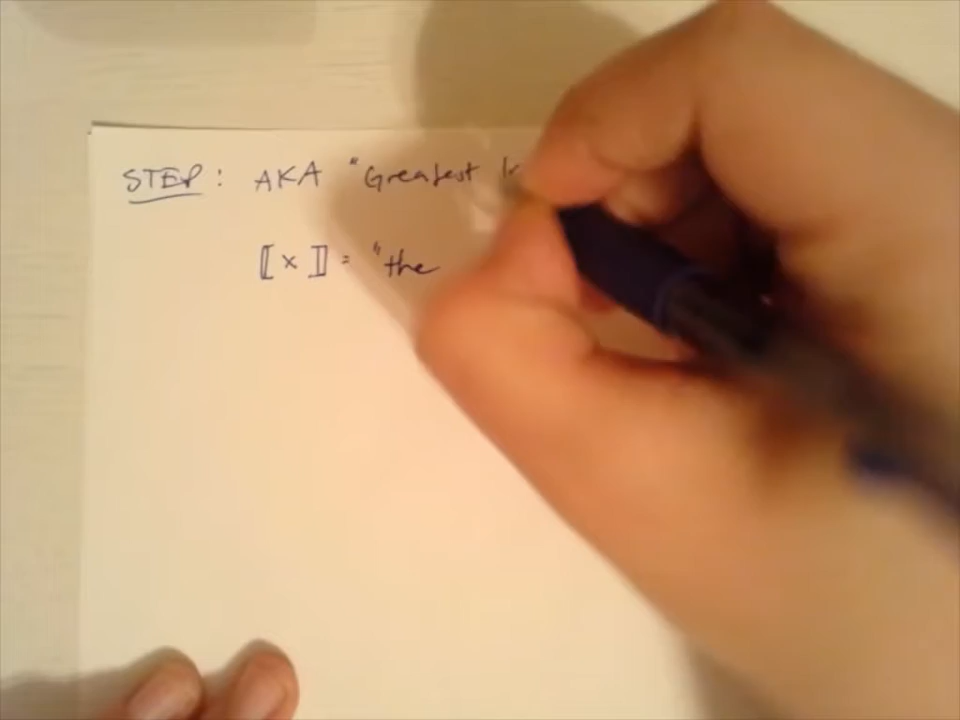 STEP: AKA "Greatest
⟦x⟧ = "the